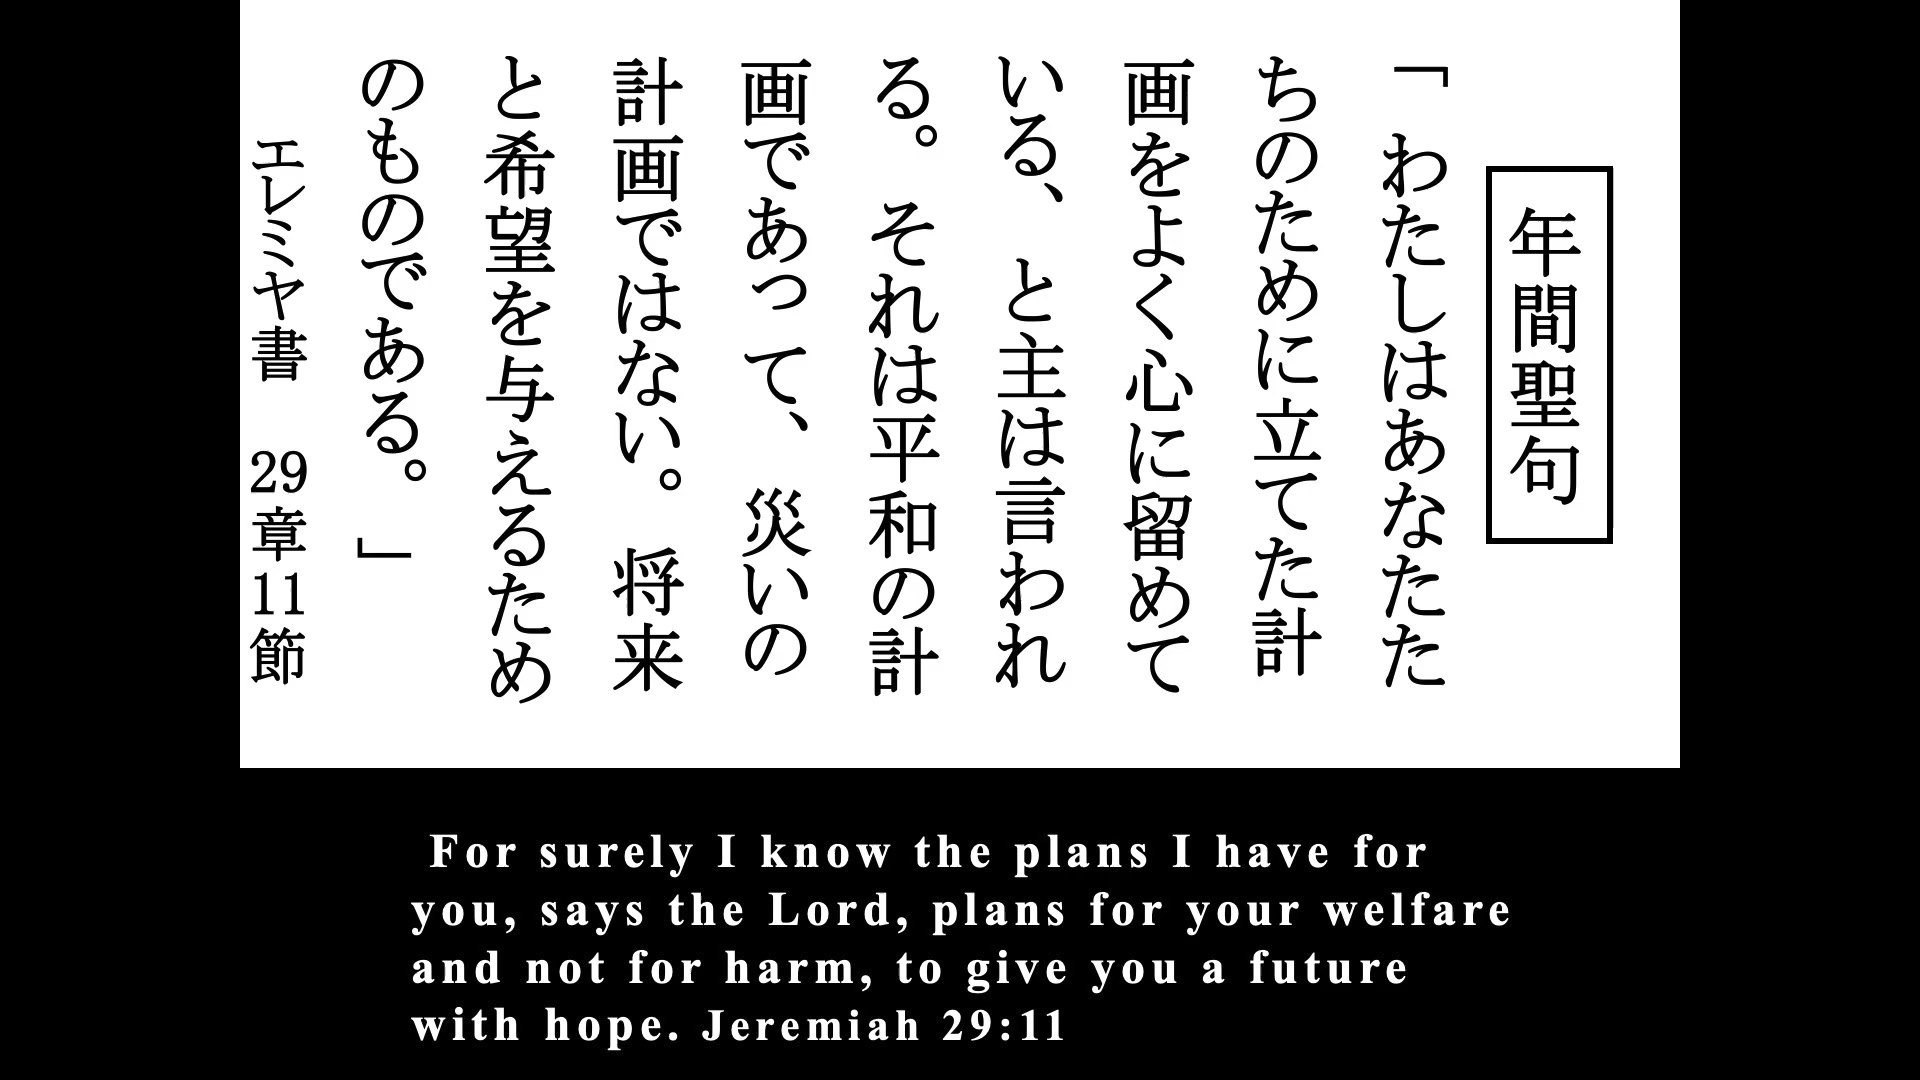 年間聖句
「わたしはあなたた
ちのために立てた計
画をよく心に留めて
いる、と主は言われ
る。それは平和の計
画であって、災いの
計画ではない。将来
と希望を与えるため
のものである。」
エレミヤ書 29章11節
For surely I know the plans I have for
you, says the Lord, plans for your welfare
and not for harm, to give you a future
with hope. Jeremiah 29:11